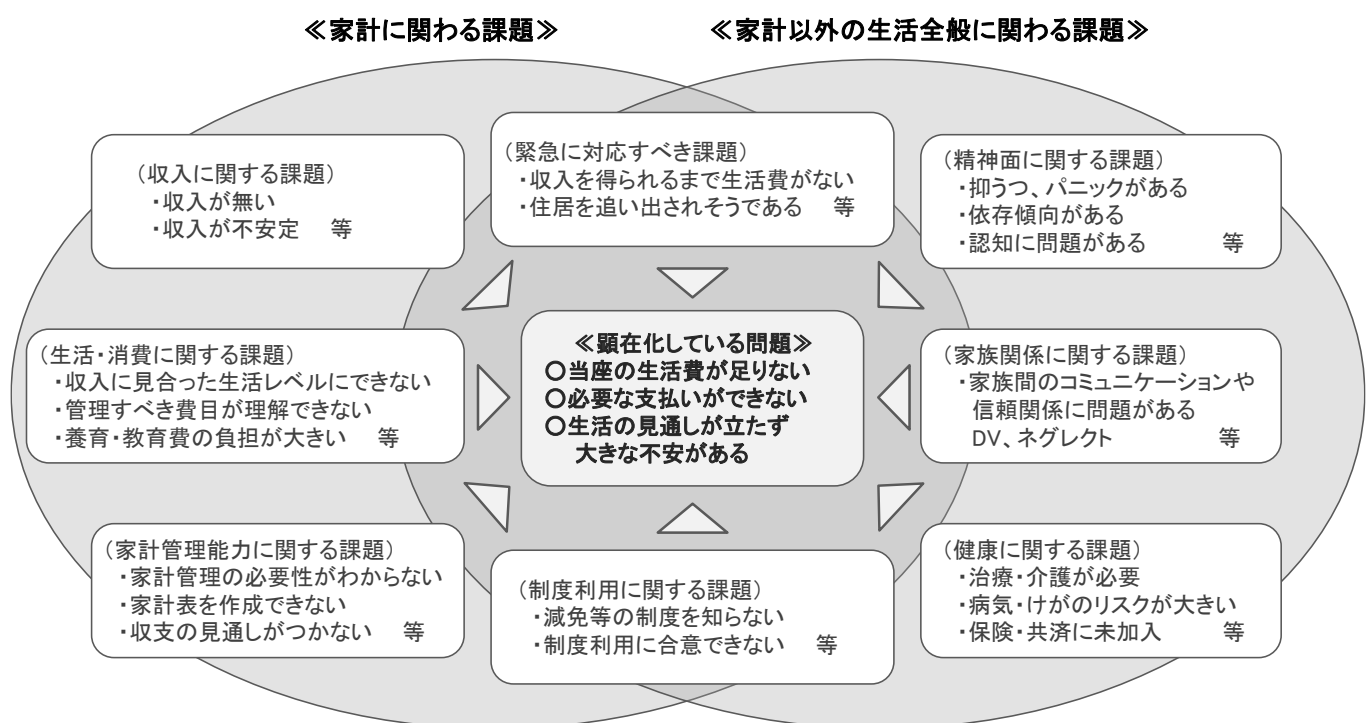 ≪家計に関わる課題≫
≪家計以外の生活全般に関わる課題≫
（収入に関する課題）
・収入が無い
・収入が不安定　等
（緊急に対応すべき課題）
・収入を得られるまで生活費がない
・住居を追い出されそうである　等
（精神面に関する課題）
・抑うつ、パニックがある
・依存傾向がある
・認知に問題がある　等
（生活・消費に関する課題）
・収入に見合った生活レベルにできない
・管理すべき費目が理解できない
・養育・教育費の負担が大きい　等
≪顕在化している問題≫
〇当座の生活費が足りない
〇必要な支払いができない
〇生活の見通しが立たず
大きな不安がある
（家族関係に関する課題）
・家族間のコミュニケーションや
信頼関係に問題がある
DV、ネグレクト　等
（家計管理能力に関する課題）
・家計管理の必要性がわからない
・家計表を作成できない
・収支の見通しがつかない　等
（制度利用に関する課題）
・減免等の制度を知らない
・制度利用に合意できない　等
（健康に関する課題）
・治療・介護が必要
・病気・けがのリスクが大きい
・保険・共済に未加入　等